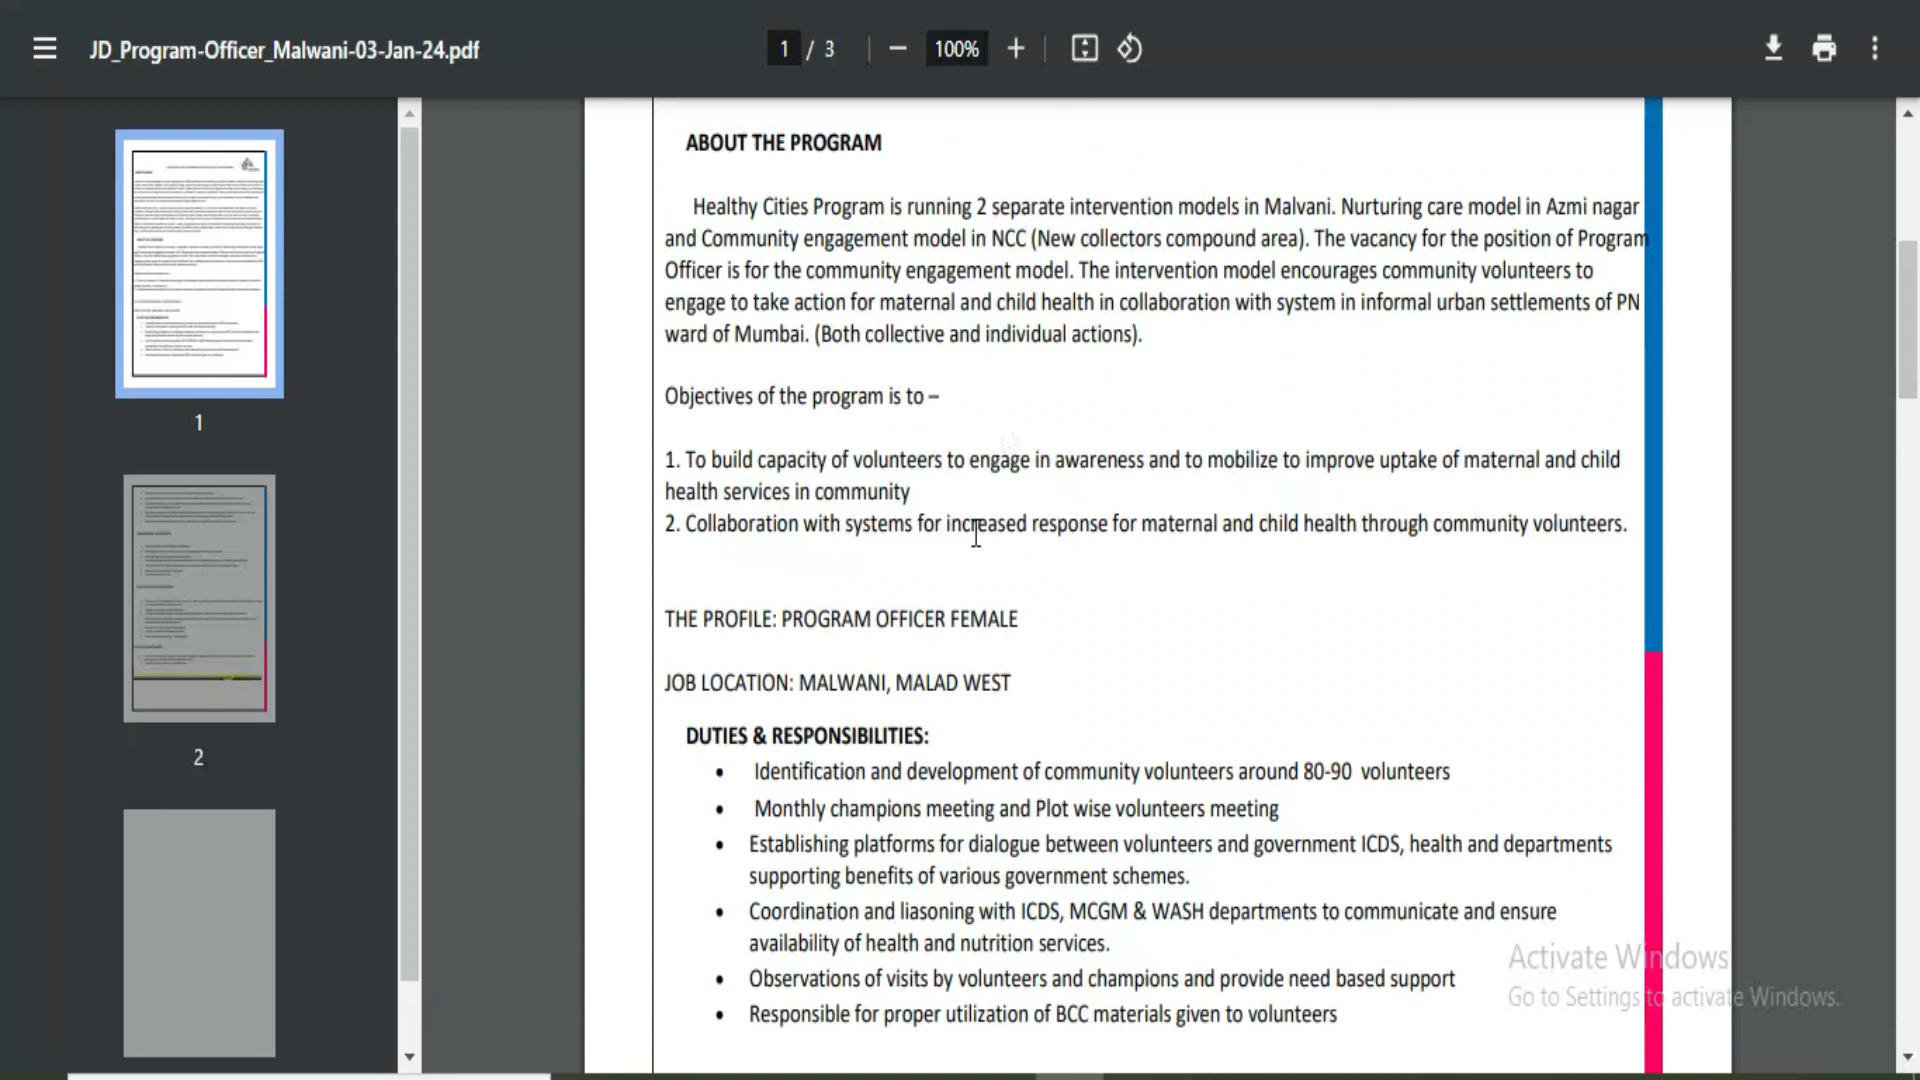 JD_Program-Officer_Malwani-03-Jan-24.pdf
1 / 3
100%
ABOUT THE PROGRAM
Healthy Cities Program is running 2 separate intervention models in Malvani. Nurturing care model in Azmi nagar
and Community engagement model in NCC (New collectors compound area). The vacancy for the position of Program
Officer is for the community engagement model. The intervention model encourages community volunteers to
engage to take action for maternal and child health in collaboration with system in informal urban settlements of PN
ward of Mumbai. (Both collective and individual actions).
Objectives of the program is to –
1. To build capacity of volunteers to engage in awareness and to mobilize to improve uptake of maternal and child
health services in community
2. Collaboration with systems for increased response for maternal and child health through community volunteers.
THE PROFILE: PROGRAM OFFICER FEMALE
JOB LOCATION: MALWANI, MALAD WEST
DUTIES & RESPONSIBILITIES:
• Identification and development of community volunteers around 80-90 volunteers
• Monthly champions meeting and Plot wise volunteers meeting
• Establishing platforms for dialogue between volunteers and government ICDS, health and departments
supporting benefits of various government schemes.
• Coordination and liasoning with ICDS, MCGM & WASH departments to communicate and ensure
availability of health and nutrition services.
• Observations of visits by volunteers and champions and provide need based support
• Responsible for proper utilization of BCC materials given to volunteers
1
2
Activate Windows
Go to Settings to activate Windows.